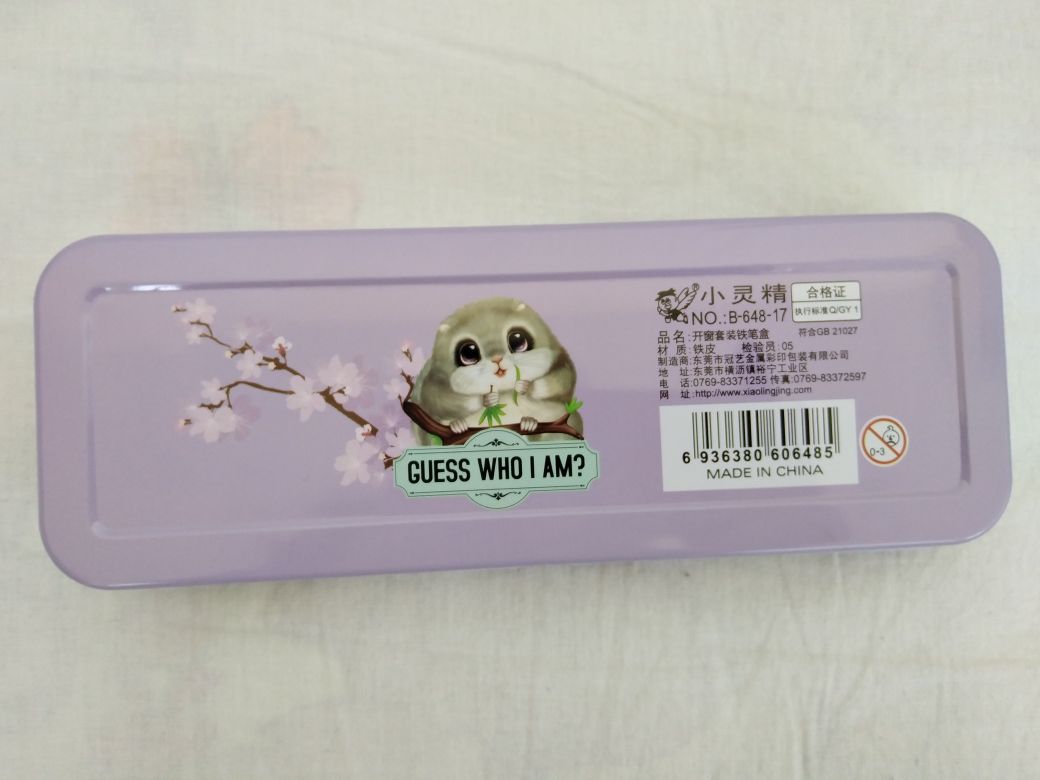 小灵精®
合格证
NO.:B-648-17
执行标准Q/GY 1
品名:开窗套装铁笔盒 符合GB 21027
材 质:铁皮 检验员:05
制造商:东莞市冠艺金属彩印包装有限公司
地 址:东莞市横沥镇裕宁工业区
电 话:0769-83371255 传真:0769-83372597
网 址:http://www.xiaolingjing.com
6 936380 606485
MADE IN CHINA
0-3
GUESS WHO I AM?